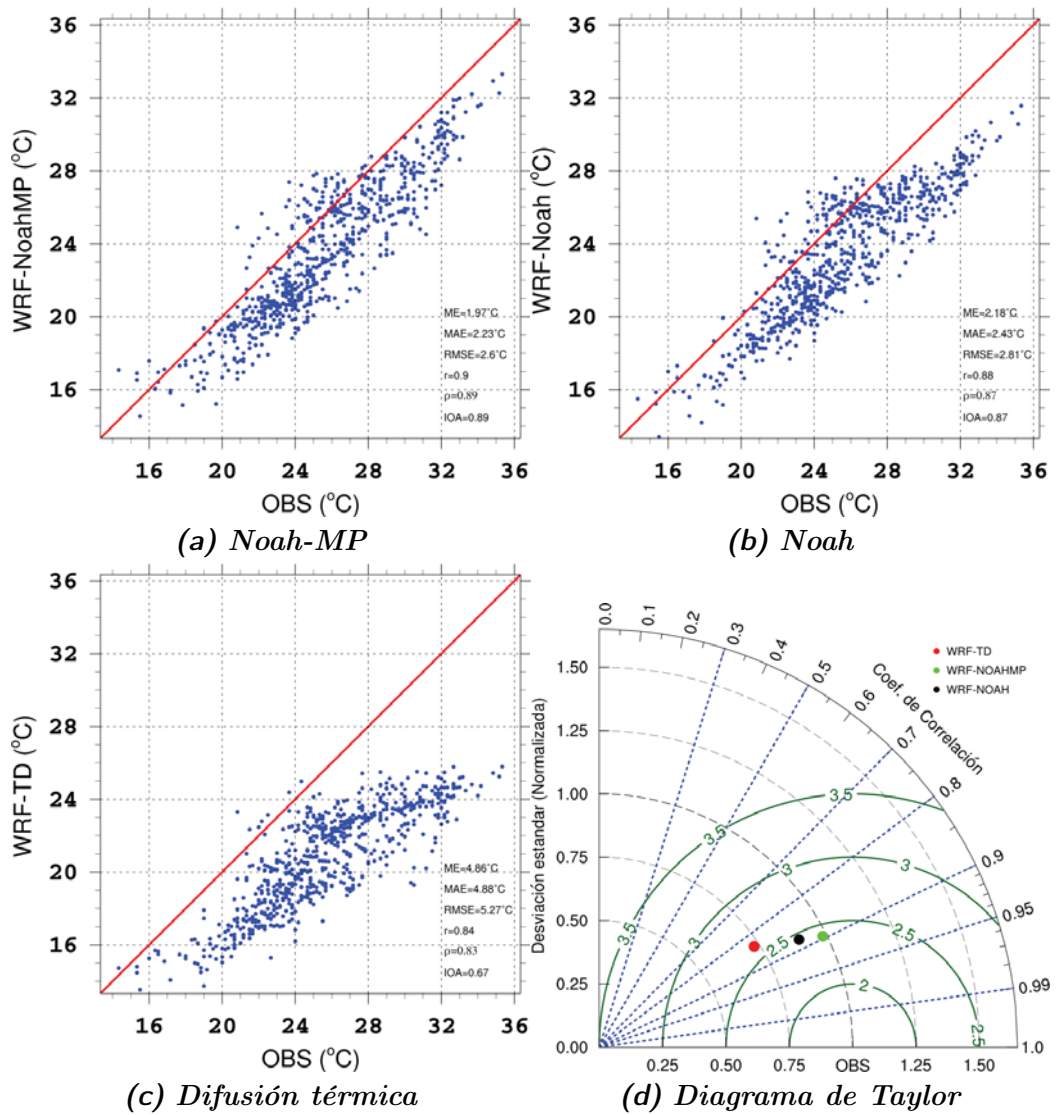 36
32
28
24
20
16
WRF-NoahMP (°C)
ME=1.97°C
MAE=2.23°C
RMSE=2.6°C
r=0.9
ρ=0.89
IOA=0.89
16 20 24 28 32 36
OBS (°C)
(a) Noah-MP
36
32
28
24
20
16
WRF-Noah (°C)
ME=2.18°C
MAE=2.43°C
RMSE=2.81°C
r=0.88
ρ=0.87
IOA=0.87
16 20 24 28 32 36
OBS (°C)
(b) Noah
36
32
28
24
20
16
WRF-TD (°C)
ME=4.86°C
MAE=4.88°C
RMSE=5.27°C
r=0.84
ρ=0.83
IOA=0.67
16 20 24 28 32 36
OBS (°C)
(c) Difusión térmica
0.0 0.1 0.2 0.3 0.4 0.5 0.6 0.7 0.8 0.9 0.95 0.99 1.0
Coef. de Correlación
WRF-TD
WRF-NOAHMP
WRF-NOAH
1.50
1.25
1.00
0.75
0.50
0.25
0.00
Desviación estandar (Normalizada)
3.5 3.5 3.5
3 3 3
2.5 2.5 2.5
2
0.25 0.50 0.75 OBS 1.25 1.50
(d) Diagrama de Taylor